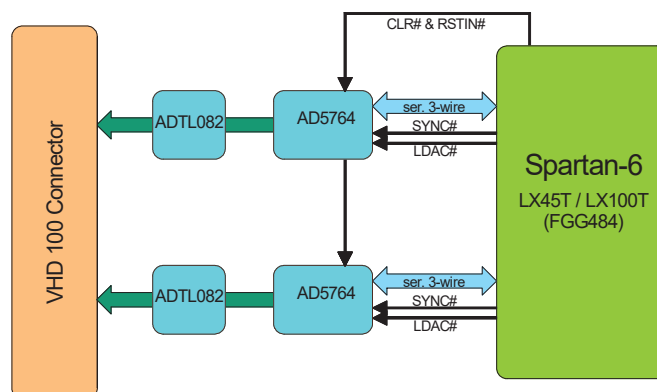 CLR# & RSTIN#
VHD 100 Connector
ADTL082
AD5764
ser. 3-wire
SYNC#
LDAC#
Spartan-6
LX45T / LX100T
(FGG484)
ADTL082
AD5764
ser. 3-wire
SYNC#
LDAC#